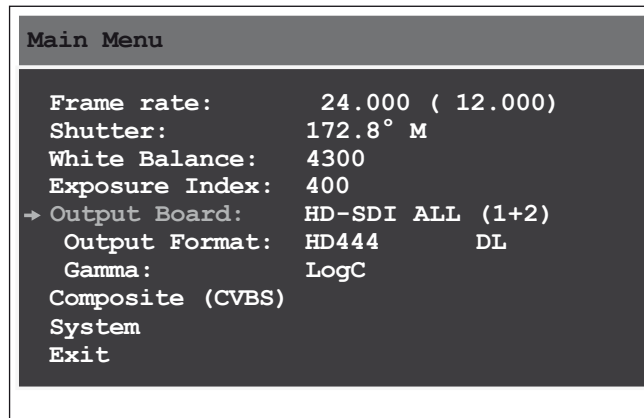 Main Menu
Frame rate: 24.000 ( 12.000)
Shutter: 172.8° M
White Balance: 4300
Exposure Index: 400
→ Output Board: HD-SDI ALL (1+2)
Output Format: HD444 DL
Gamma: LogC
Composite (CVBS)
System
Exit